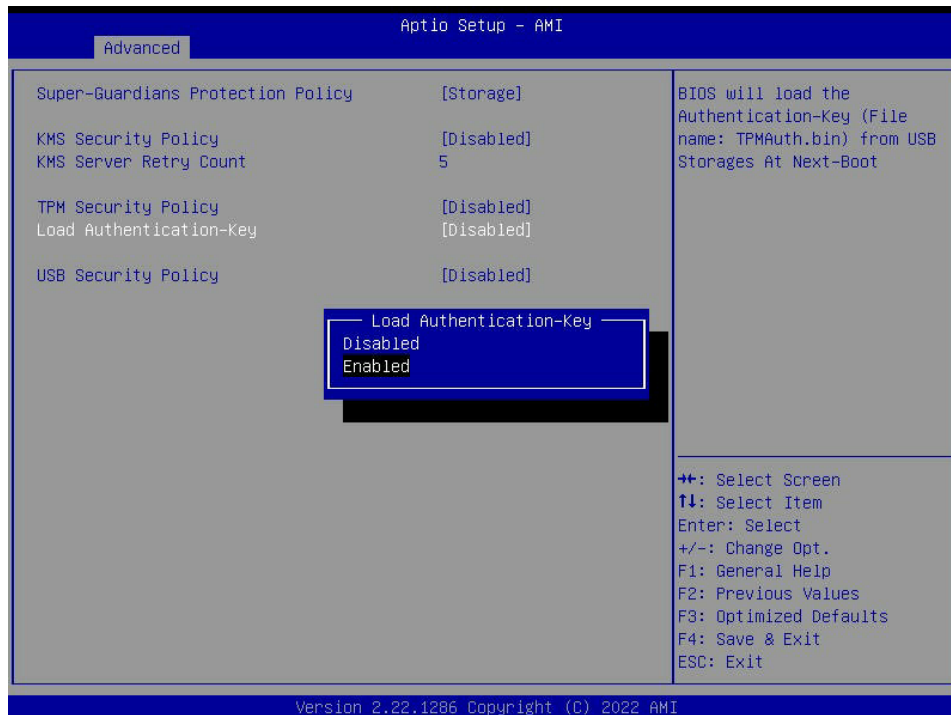 Aptio Setup - AMI
Advanced
Super-Guardians Protection Policy [Storage]
KMS Security Policy [Disabled]
KMS Server Retry Count 5
TPM Security Policy [Disabled]
Load Authentication-Key [Disabled]
USB Security Policy [Disabled]
Load Authentication-Key
Disabled
Enabled
BIOS will load the
Authentication-Key (File
name: TPMAuth.bin) from USB
Storages At Next-Boot
→←: Select Screen
↑↓: Select Item
Enter: Select
+/-: Change Opt.
F1: General Help
F2: Previous Values
F3: Optimized Defaults
F4: Save & Exit
ESC: Exit
Version 2.22.1286 Copyright (C) 2022 AMI